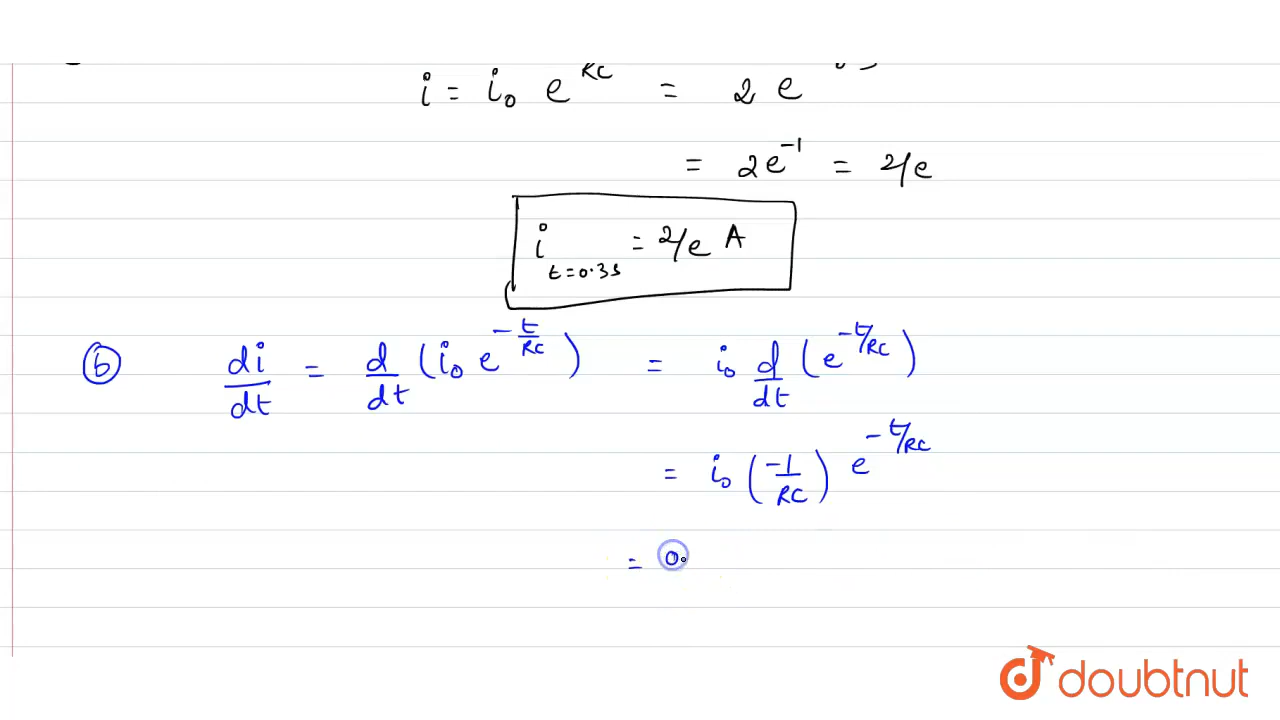 i = i₀ e^RC = 2 e
= 2e⁻¹ = 2/e
i t=0.3s = 2/e A
(b) di/dt = d/dt (i₀ e^(-t/RC)) = i₀ d/dt (e^(-t/RC))
= i₀ (-1/RC) e^(-t/RC)
= 0.
doubtnut